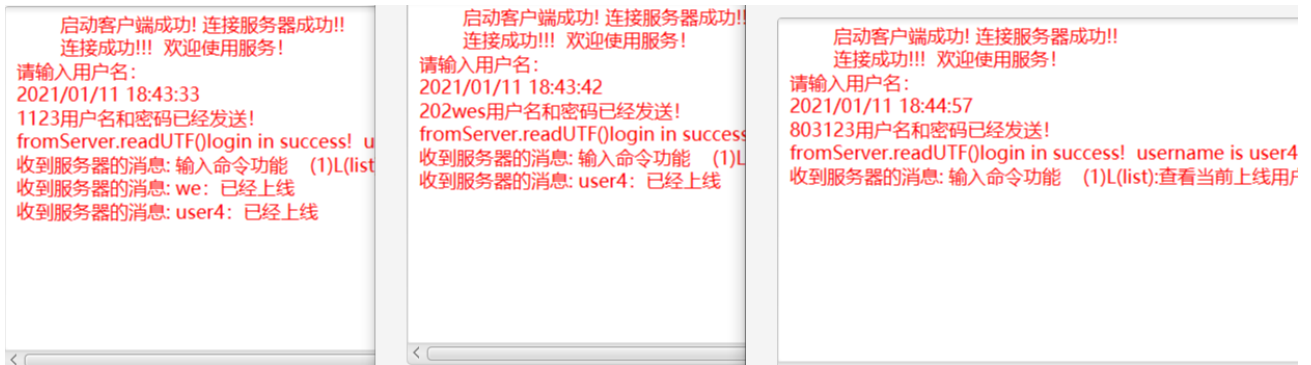 启动客户端成功! 连接服务器成功!!
连接成功!!! 欢迎使用服务!
请输入用户名:
2021/01/11 18:43:33
1123用户名和密码已经发送!
fromServer.readUTF()login in success! u
收到服务器的消息: 输入命令功能 (1)L(list
收到服务器的消息: we：已经上线
收到服务器的消息: user4：已经上线
启动客户端成功! 连接服务器成功!!
连接成功!!! 欢迎使用服务!
请输入用户名:
2021/01/11 18:43:42
202wes用户名和密码已经发送!
fromServer.readUTF()login in success
收到服务器的消息: 输入命令功能 (1)L
收到服务器的消息: user4：已经上线
启动客户端成功! 连接服务器成功!!
连接成功!!! 欢迎使用服务!
请输入用户名:
2021/01/11 18:44:57
803123用户名和密码已经发送!
fromServer.readUTF()login in success! username is user4
收到服务器的消息: 输入命令功能 (1)L(list):查看当前上线用户